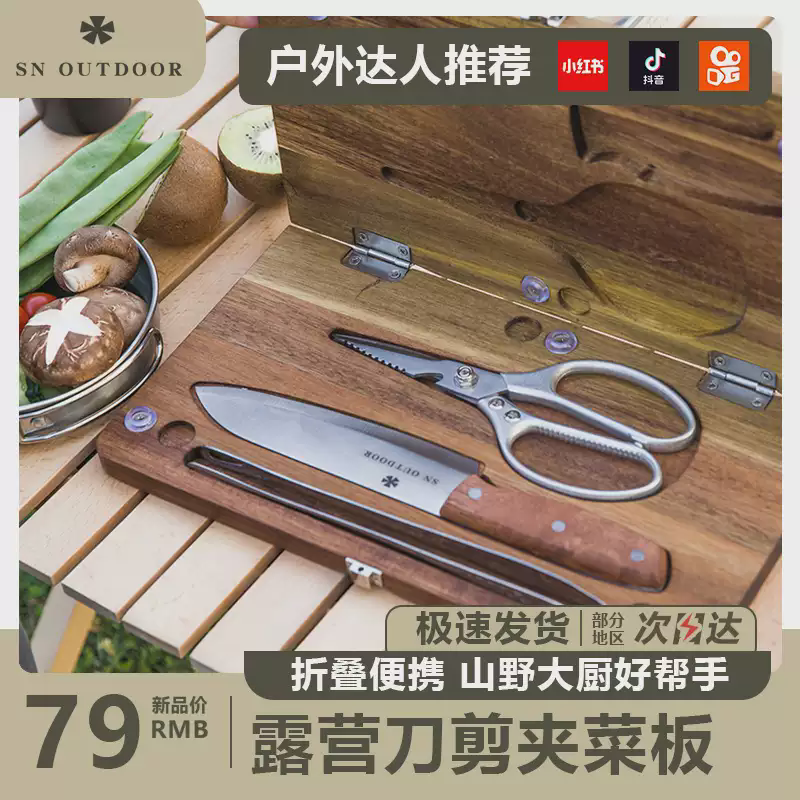 SN OUTDOOR
户外达人推荐
小红书
抖音
SN OUTDOOR
极速发货 部分地区 次日达
折叠便携 山野大厨好帮手
79 新品价 RMB
露营刀剪夹菜板